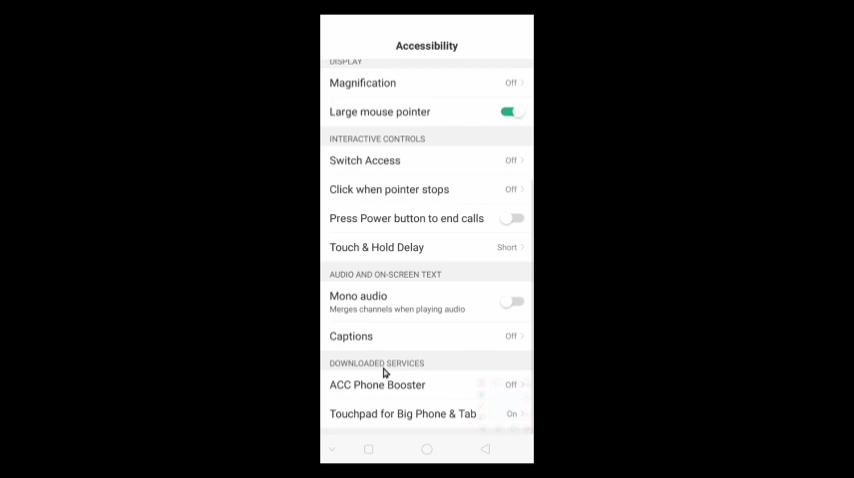 Accessibility
DISPLAY
Magnification Off
Large mouse pointer
INTERACTIVE CONTROLS
Switch Access Off
Click when pointer stops Off
Press Power button to end calls
Touch & Hold Delay Short
AUDIO AND ON-SCREEN TEXT
Mono audio
Merges channels when playing audio
Captions Off
DOWNLOADED SERVICES
ACC Phone Booster Off
Touchpad for Big Phone & Tab On